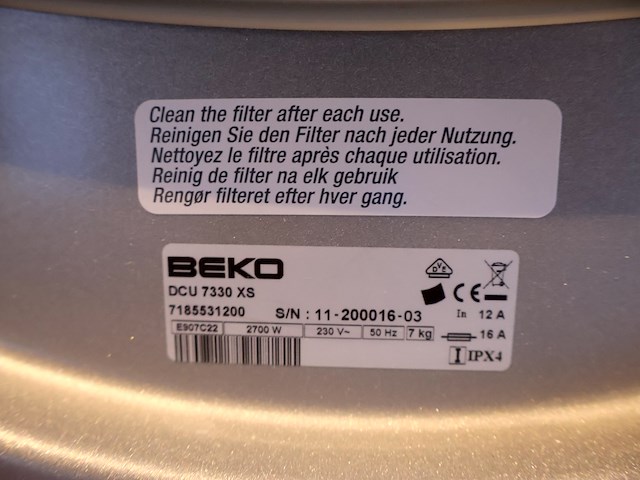 Clean the filter after each use.
Reinigen Sie den Filter nach jeder Nutzung.
Nettoyez le filtre après chaque utilisation.
Reinig de filter na elk gebruik
Rengør filteret efter hver gang.
BEKO
DCU 7330 XS
7185531200 S/N : 11-200016-03
E907C22 2700 W 230 V~ 50 Hz 7 kg
DVE
CE
In 12 A
16 A
I IPX4